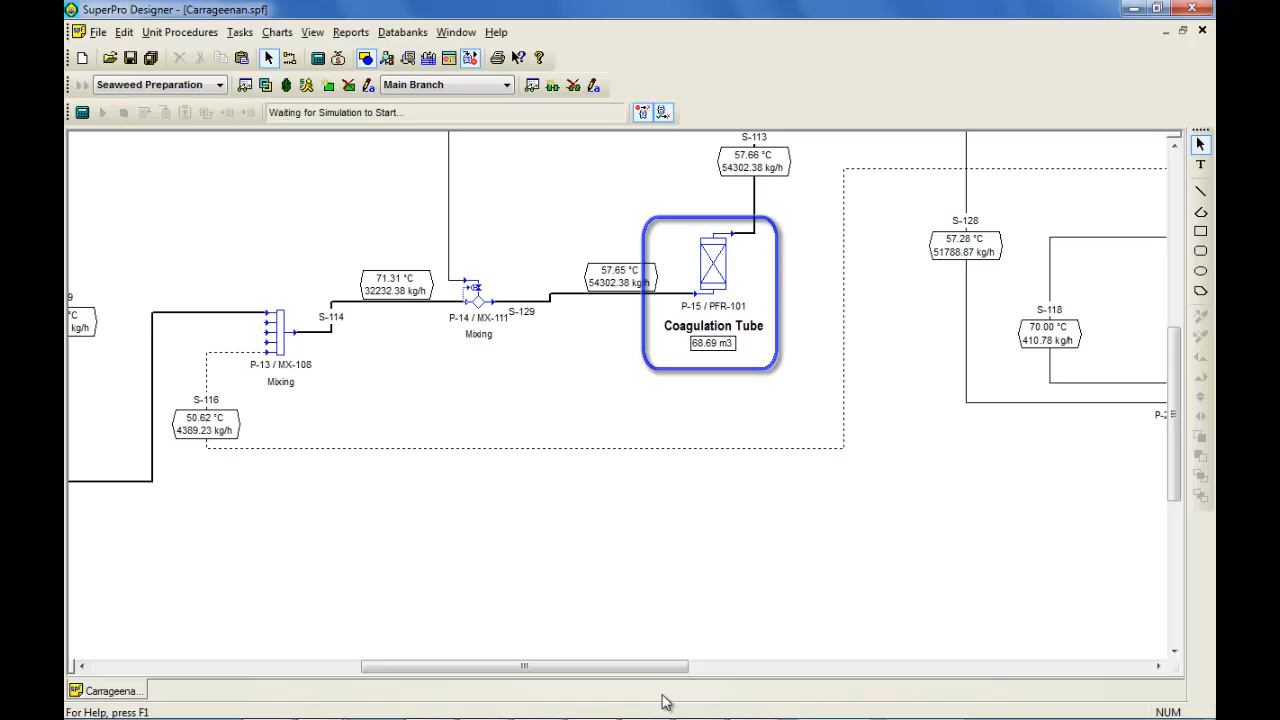 SuperPro Designer - [Carrageenan.spf]
File Edit Unit Procedures Tasks Charts View Reports Databanks Window Help
Seaweed Preparation Main Branch
Waiting for Simulation to Start...
S-113
57.66 °C
54302.38 kg/h
S-128
57.28 °C
51788.87 kg/h
71.31 °C
32232.38 kg/h
57.65 °C
54302.38 kg/h
9
°C
kg/h
S-114
P-14 / MX-111
Mixing
S-129
P-15 / PFR-101
Coagulation Tube
68.69 m3
S-118
70.00 °C
410.78 kg/h
P-13 / MX-108
Mixing
S-116
50.62 °C
4389.23 kg/h
P-2
Carrageena...
For Help, press F1
NUM